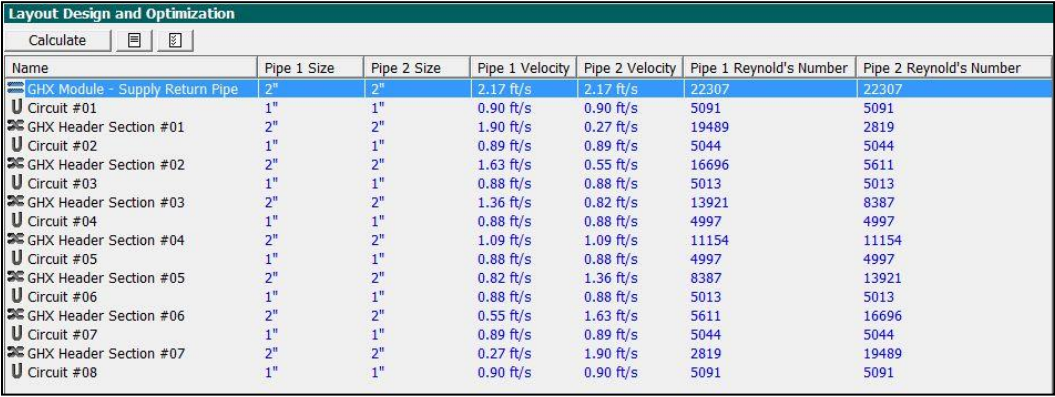 Layout Design and Optimization
Calculate
Name Pipe 1 Size Pipe 2 Size Pipe 1 Velocity Pipe 2 Velocity Pipe 1 Reynold's Number Pipe 2 Reynold's Number
GHX Module - Supply Return Pipe 2" 2" 2.17 ft/s 2.17 ft/s 22307 22307
Circuit #01 1" 1" 0.90 ft/s 0.90 ft/s 5091 5091
GHX Header Section #01 2" 2" 1.90 ft/s 0.27 ft/s 19489 2819
Circuit #02 1" 1" 0.89 ft/s 0.89 ft/s 5044 5044
GHX Header Section #02 2" 2" 1.63 ft/s 0.55 ft/s 16696 5611
Circuit #03 1" 1" 0.88 ft/s 0.88 ft/s 5013 5013
GHX Header Section #03 2" 2" 1.36 ft/s 0.82 ft/s 13921 8387
Circuit #04 1" 1" 0.88 ft/s 0.88 ft/s 4997 4997
GHX Header Section #04 2" 2" 1.09 ft/s 1.09 ft/s 11154 11154
Circuit #05 1" 1" 0.88 ft/s 0.88 ft/s 4997 4997
GHX Header Section #05 2" 2" 0.82 ft/s 1.36 ft/s 8387 13921
Circuit #06 1" 1" 0.88 ft/s 0.88 ft/s 5013 5013
GHX Header Section #06 2" 2" 0.55 ft/s 1.63 ft/s 5611 16696
Circuit #07 1" 1" 0.89 ft/s 0.89 ft/s 5044 5044
GHX Header Section #07 2" 2" 0.27 ft/s 1.90 ft/s 2819 19489
Circuit #08 1" 1" 0.90 ft/s 0.90 ft/s 5091 5091